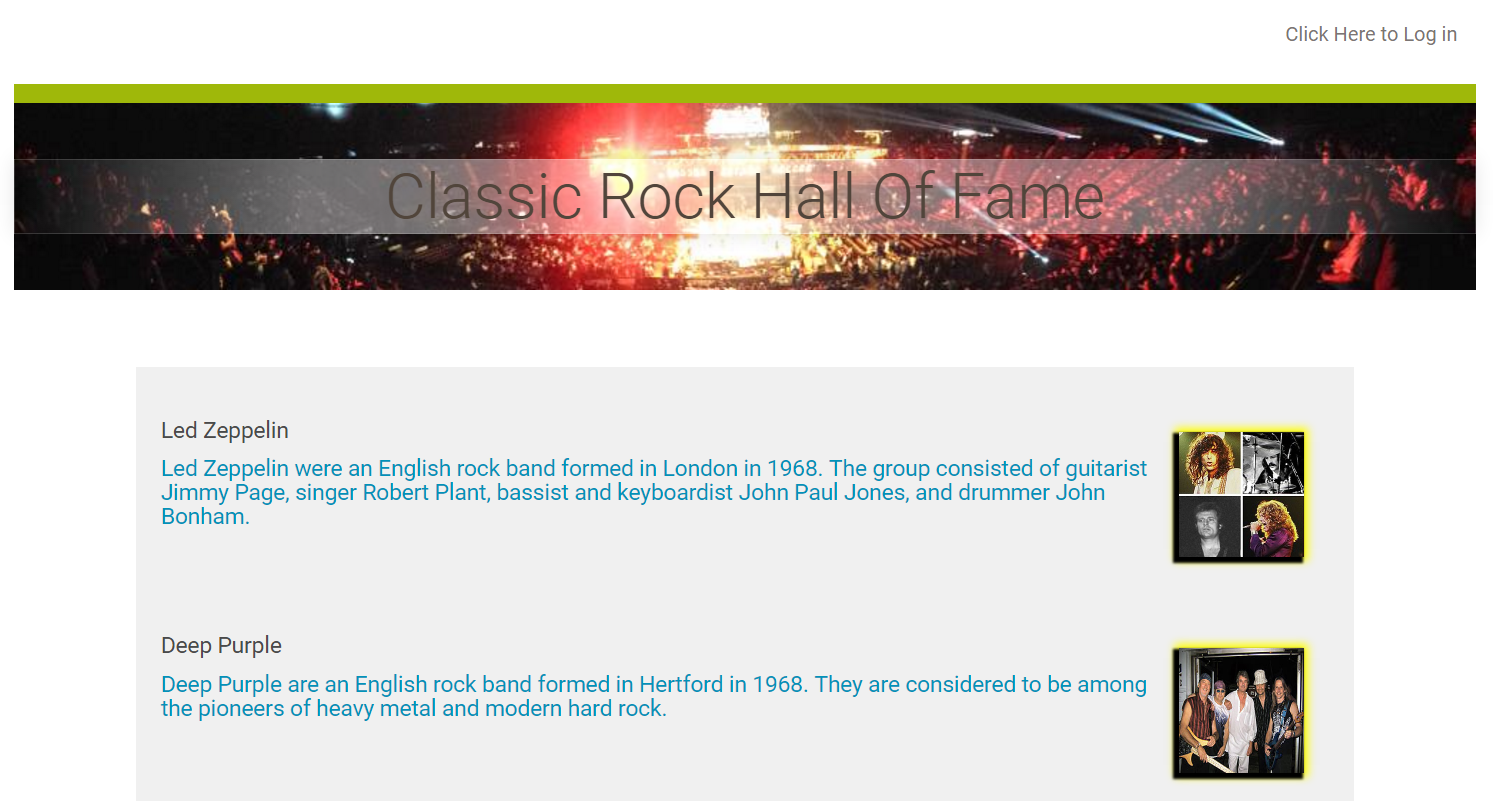 Click Here to Log in
Classic Rock Hall Of Fame
Led Zeppelin
Led Zeppelin were an English rock band formed in London in 1968. The group consisted of guitarist
Jimmy Page, singer Robert Plant, bassist and keyboardist John Paul Jones, and drummer John
Bonham.
Deep Purple
Deep Purple are an English rock band formed in Hertford in 1968. They are considered to be among
the pioneers of heavy metal and modern hard rock.